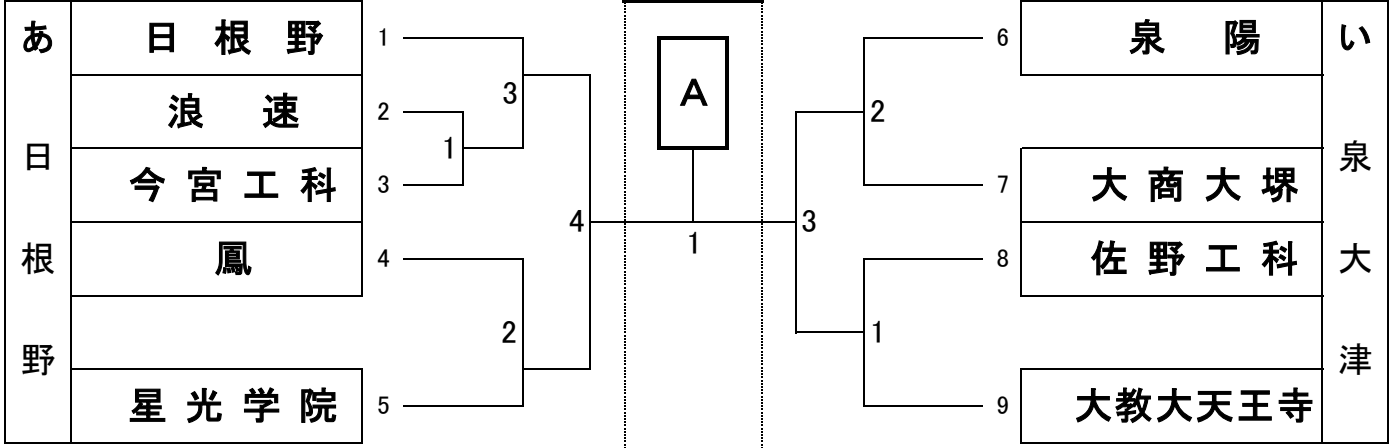 あ 日根野
日根野 1
浪速 2
今宮工科 3
鳳 4
星光学院 5
3
1
4
2
A
1
6 泉陽
7 大商大堺
8 佐野工科
9 大教大天王寺
2
3
1
い 泉大津